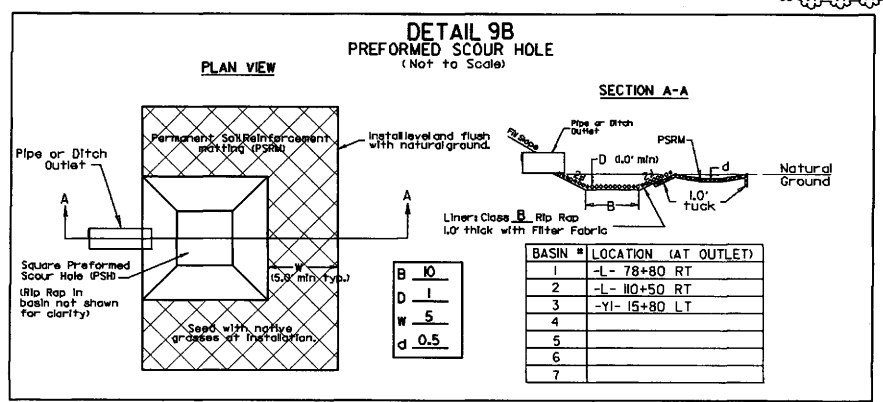 DETAIL 9B
PREFORMED SCOUR HOLE
(Not to Scale)
PLAN VIEW
Permanent Soil Reinforcement
matting (PSRM)
Install level and flush
with natural ground.
Pipe or Ditch
Outlet
A
A
Square Preformed
Scour Hole (PSH)
(Rip Rap in
basin not shown
for clarity)
W
(5.0' min typ.)
Seed with native
grasses at installation.
B 10
D 1
W 5
d 0.5
SECTION A-A
Fill Slope
Pipe or Ditch
Outlet
D (1.0' min)
PSRM
d
Natural
Ground
1.0'
tuck
B
Liner: Class B Rip Rap
1.0' thick with Filter Fabric
BASIN # LOCATION (AT OUTLET)
1 -L- 78+80 RT
2 -L- 110+50 RT
3 -Y1- 15+80 LT
4
5
6
7